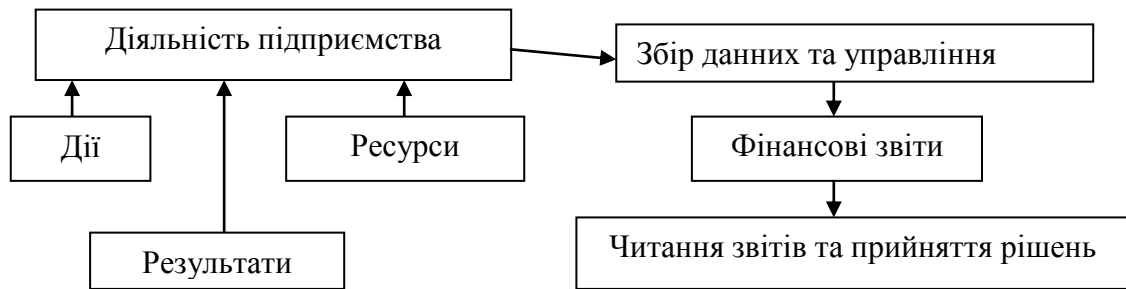 Діяльність підприємства
Збір данних та управління
Дії
Ресурси
Фінансові звіти
Результати
Читання звітів та прийняття рішень